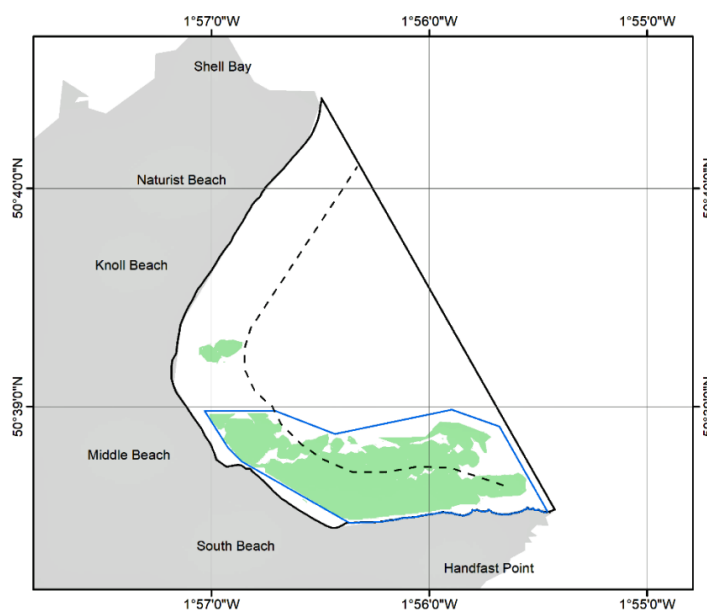 1°57'0"W
1°56'0"W
1°55'0"W
Shell Bay
50°40'0"N
50°40'0"N
Naturist Beach
Knoll Beach
50°39'0"N
50°39'0"N
Middle Beach
South Beach
Handfast Point
1°57'0"W
1°56'0"W
1°55'0"W